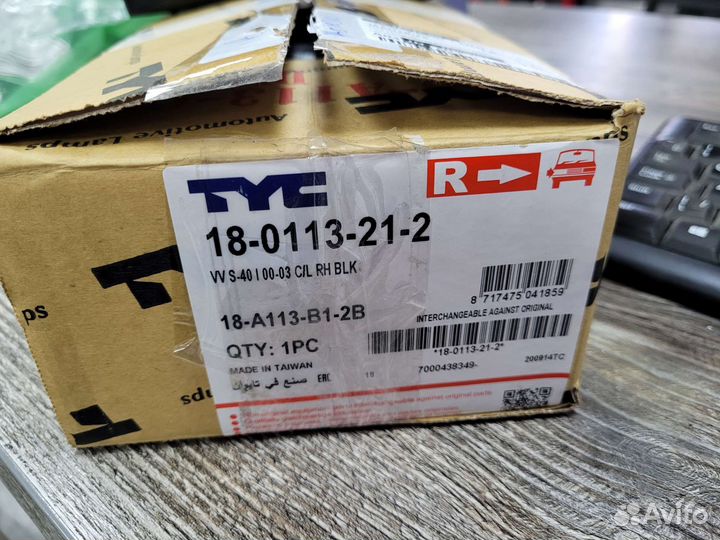 Automotive Lamps
TYC
R
18-0113-21-2
VV S-40 I 00-03 C/L RH BLK
8 717475 041859
18-A113-B1-2B
INTERCHANGEABLE AGAINST ORIGINAL
QTY: 1PC
*18-0113-21-2*
MADE IN TAIWAN
صنع في تايوان
EAC
18
7000438349-
200914TC
Avito